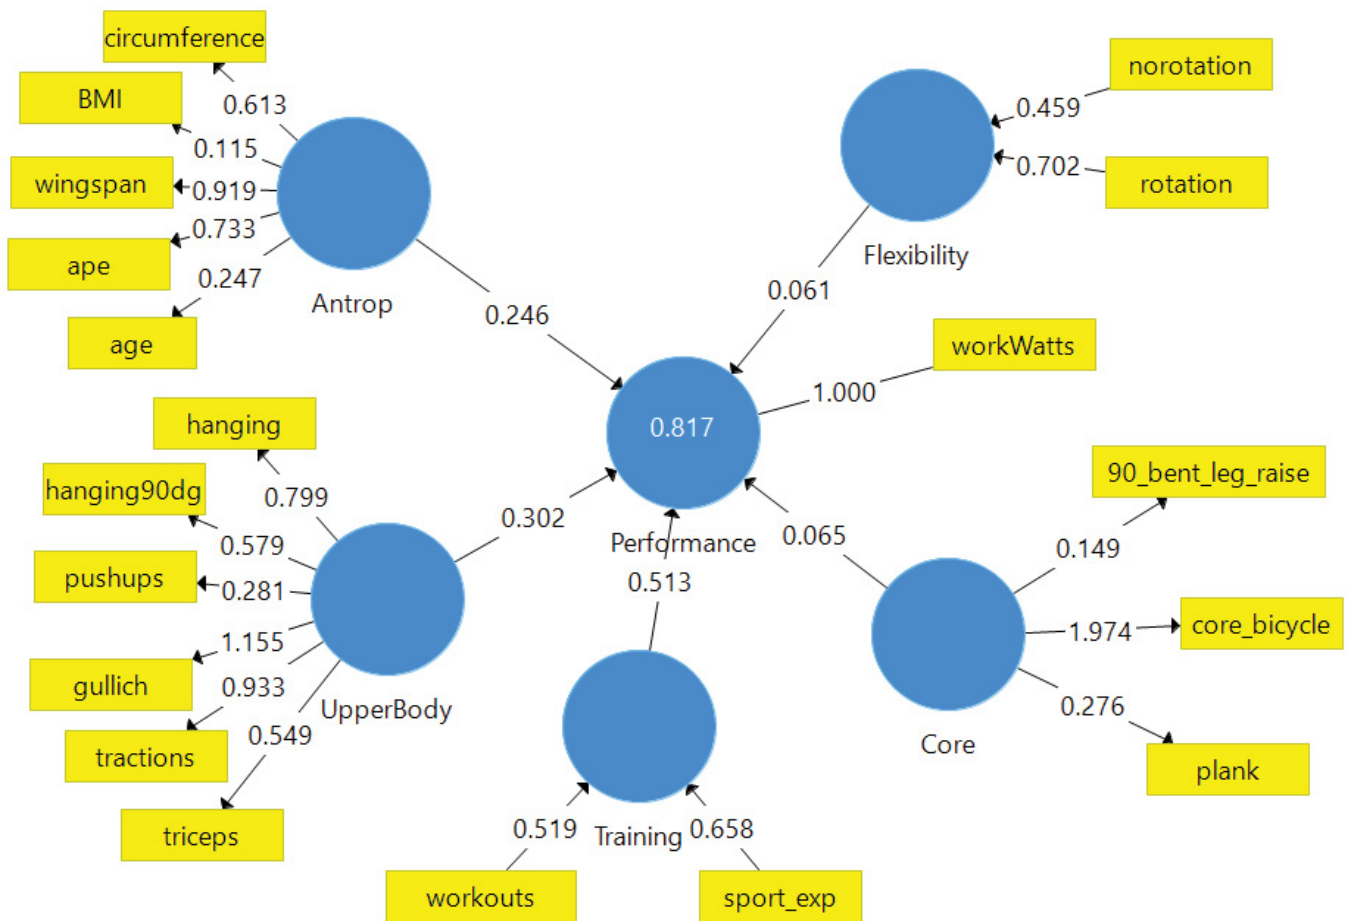 circumference
BMI
0.613
0.115
wingspan
0.919
0.733
ape
0.247
age
Antrop
0.246
norotation
0.459
0.702
rotation
Flexibility
0.061
workWatts
1.000
0.817
Performance
hanging
0.799
hanging90dg
0.579
pushups
0.281
1.155
gullich
0.933
tractions
0.549
triceps
UpperBody
0.302
0.513
0.065
90_bent_leg_raise
0.149
1.974
core_bicycle
0.276
plank
Core
0.519
Training
0.658
workouts
sport_exp